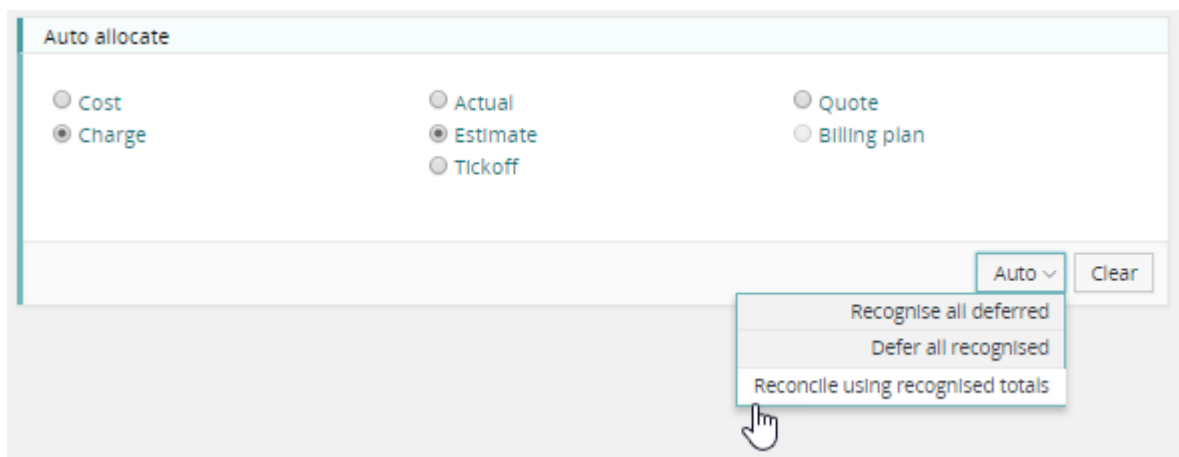 Auto allocate
Cost
Actual
Quote
Charge
Estimate
Billing plan
Tickoff
Auto
Clear
Recognise all deferred
Defer all recognised
Reconcile using recognised totals